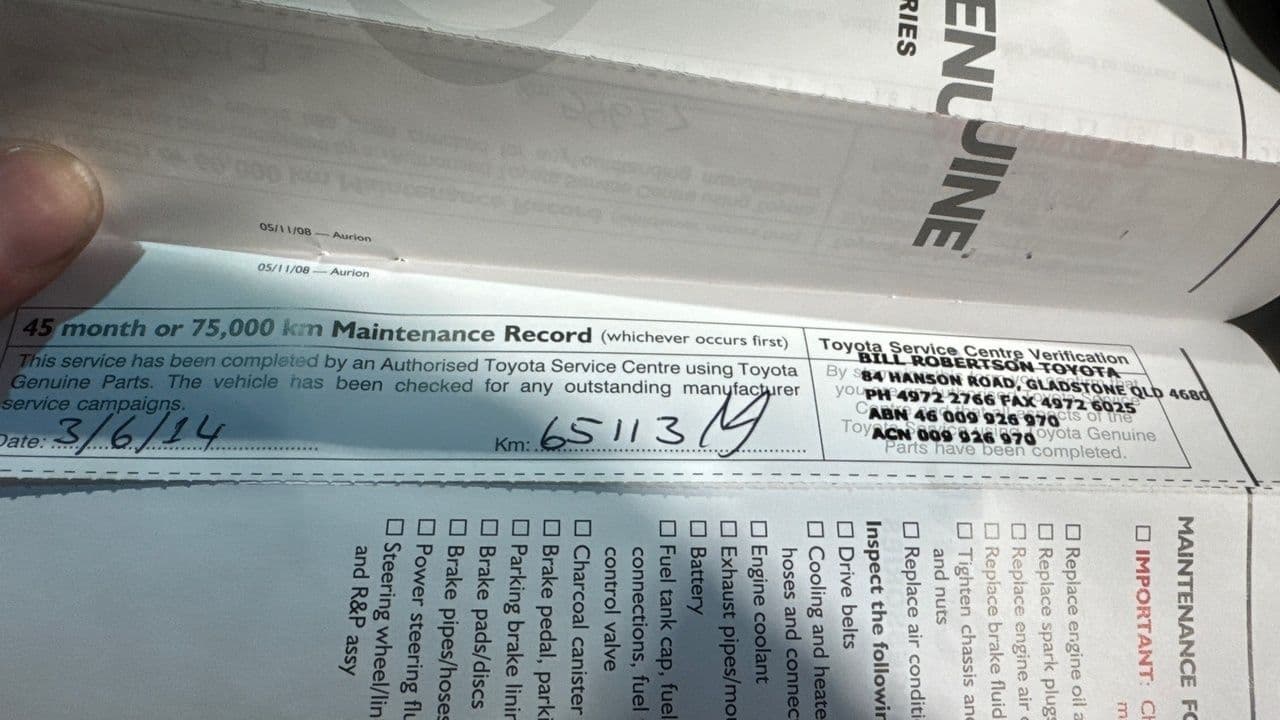 RIES
ENUINE
05/11/08 — Aurion
05/11/08 — Aurion
45 month or 75,000 km Maintenance Record (whichever occurs first)
This service has been completed by an Authorised Toyota Service Centre using Toyota
Genuine Parts. The vehicle has been checked for any outstanding manufacturer
service campaigns.
Date: 3/6/14
Km: 65113
Toyota Service Centre Verification
BILL ROBERTSON TOYOTA
84 HANSON ROAD, GLADSTONE QLD 4680
PH 4972 2766 FAX 4972 6025
ABN 46 009 926 970
ACN 009 926 970
Toyota Genuine
Parts have been completed.
MAINTENANCE F
☐ IMPORTANT:
☐ Replace engine oil
☐ Replace spark plugs
☐ Replace engine air
☐ Replace brake fluid
☐ Tighten chassis and
and nuts
☐ Replace air conditi
Inspect the followin
☐ Drive belts
☐ Cooling and heate
hoses and connec
☐ Engine coolant
☐ Exhaust pipes/mou
☐ Battery
☐ Fuel tank cap, fuel
connections, fuel
control valve
☐ Charcoal canister
☐ Brake pedal, parki
☐ Parking brake linin
☐ Brake pads/discs
☐ Brake pipes/hoses
☐ Power steering flu
☐ Steering wheel/lin
and R&P assy